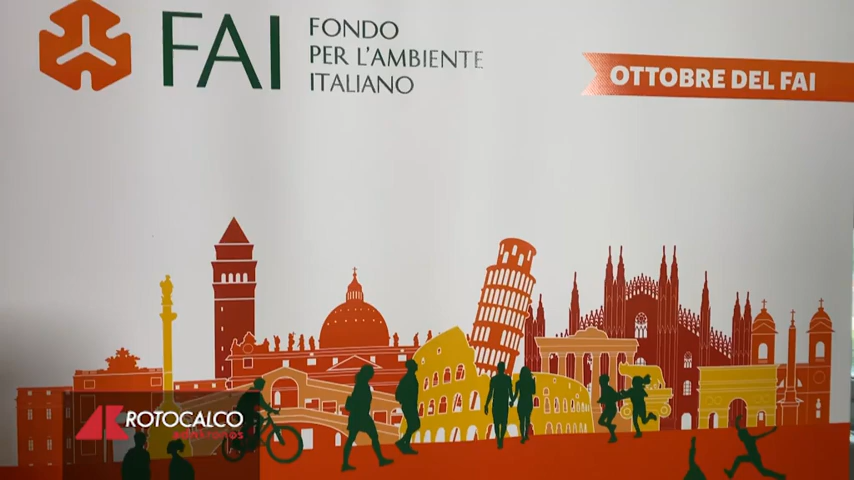 FAI
FONDO
PER L'AMBIENTE
ITALIANO
OTTOBRE DEL FAI
ROTOCALCO